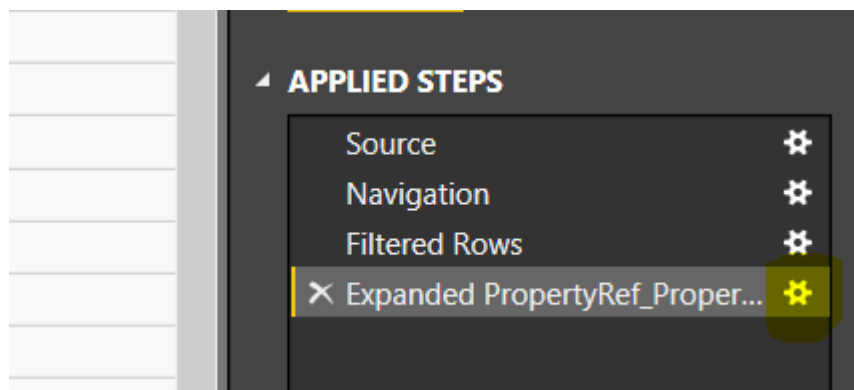 APPLIED STEPS
Source
Navigation
Filtered Rows
Expanded PropertyRef_Proper...